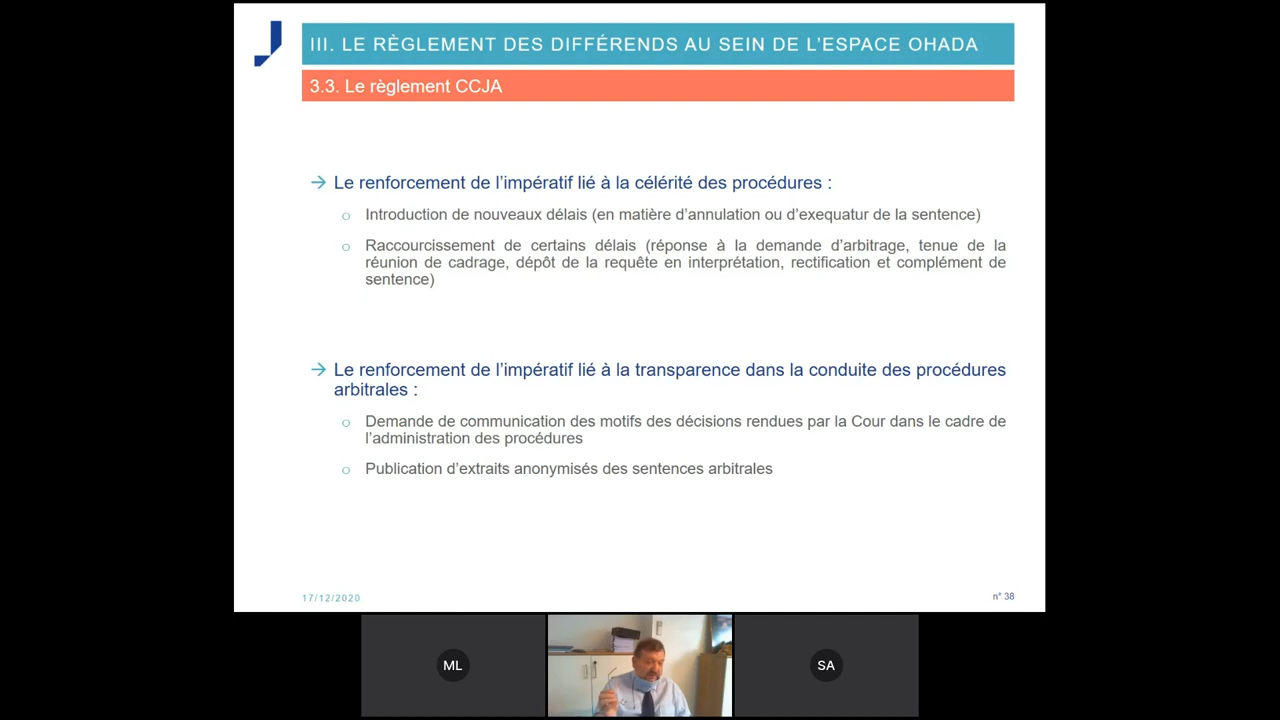 III. LE RÈGLEMENT DES DIFFÉRENDS AU SEIN DE L’ESPACE OHADA
3.3. Le règlement CCJA
→ Le renforcement de l’impératif lié à la célérité des procédures :
o Introduction de nouveaux délais (en matière d’annulation ou d’exequatur de la sentence)
o Raccourcissement de certains délais (réponse à la demande d’arbitrage, tenue de la
réunion de cadrage, dépôt de la requête en interprétation, rectification et complément de
sentence)
→ Le renforcement de l’impératif lié à la transparence dans la conduite des procédures
arbitrales :
o Demande de communication des motifs des décisions rendues par la Cour dans le cadre de
l’administration des procédures
o Publication d’extraits anonymisés des sentences arbitrales
17/12/2020
n° 38
ML
SA